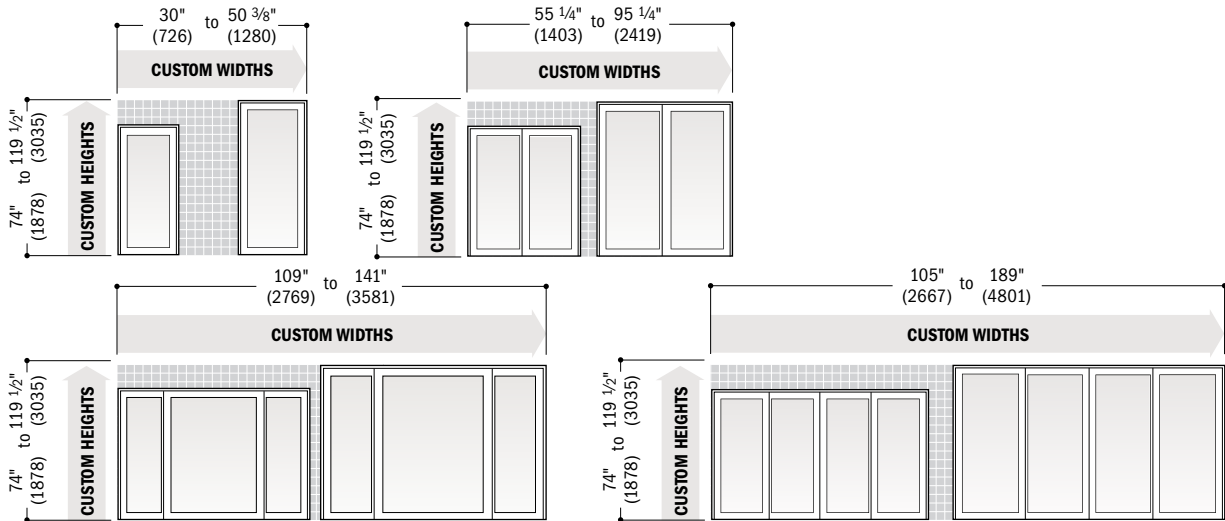 30" to 50 3/8"
(726) (1280)
CUSTOM WIDTHS
74" to 119 1/2"
(1878) (3035)
CUSTOM HEIGHTS
55 1/4" to 95 1/4"
(1403) (2419)
CUSTOM WIDTHS
74" to 119 1/2"
(1878) (3035)
CUSTOM HEIGHTS
109" to 141"
(2769) (3581)
CUSTOM WIDTHS
74" to 119 1/2"
(1878) (3035)
CUSTOM HEIGHTS
105" to 189"
(2667) (4801)
CUSTOM WIDTHS
74" to 119 1/2"
(1878) (3035)
CUSTOM HEIGHTS